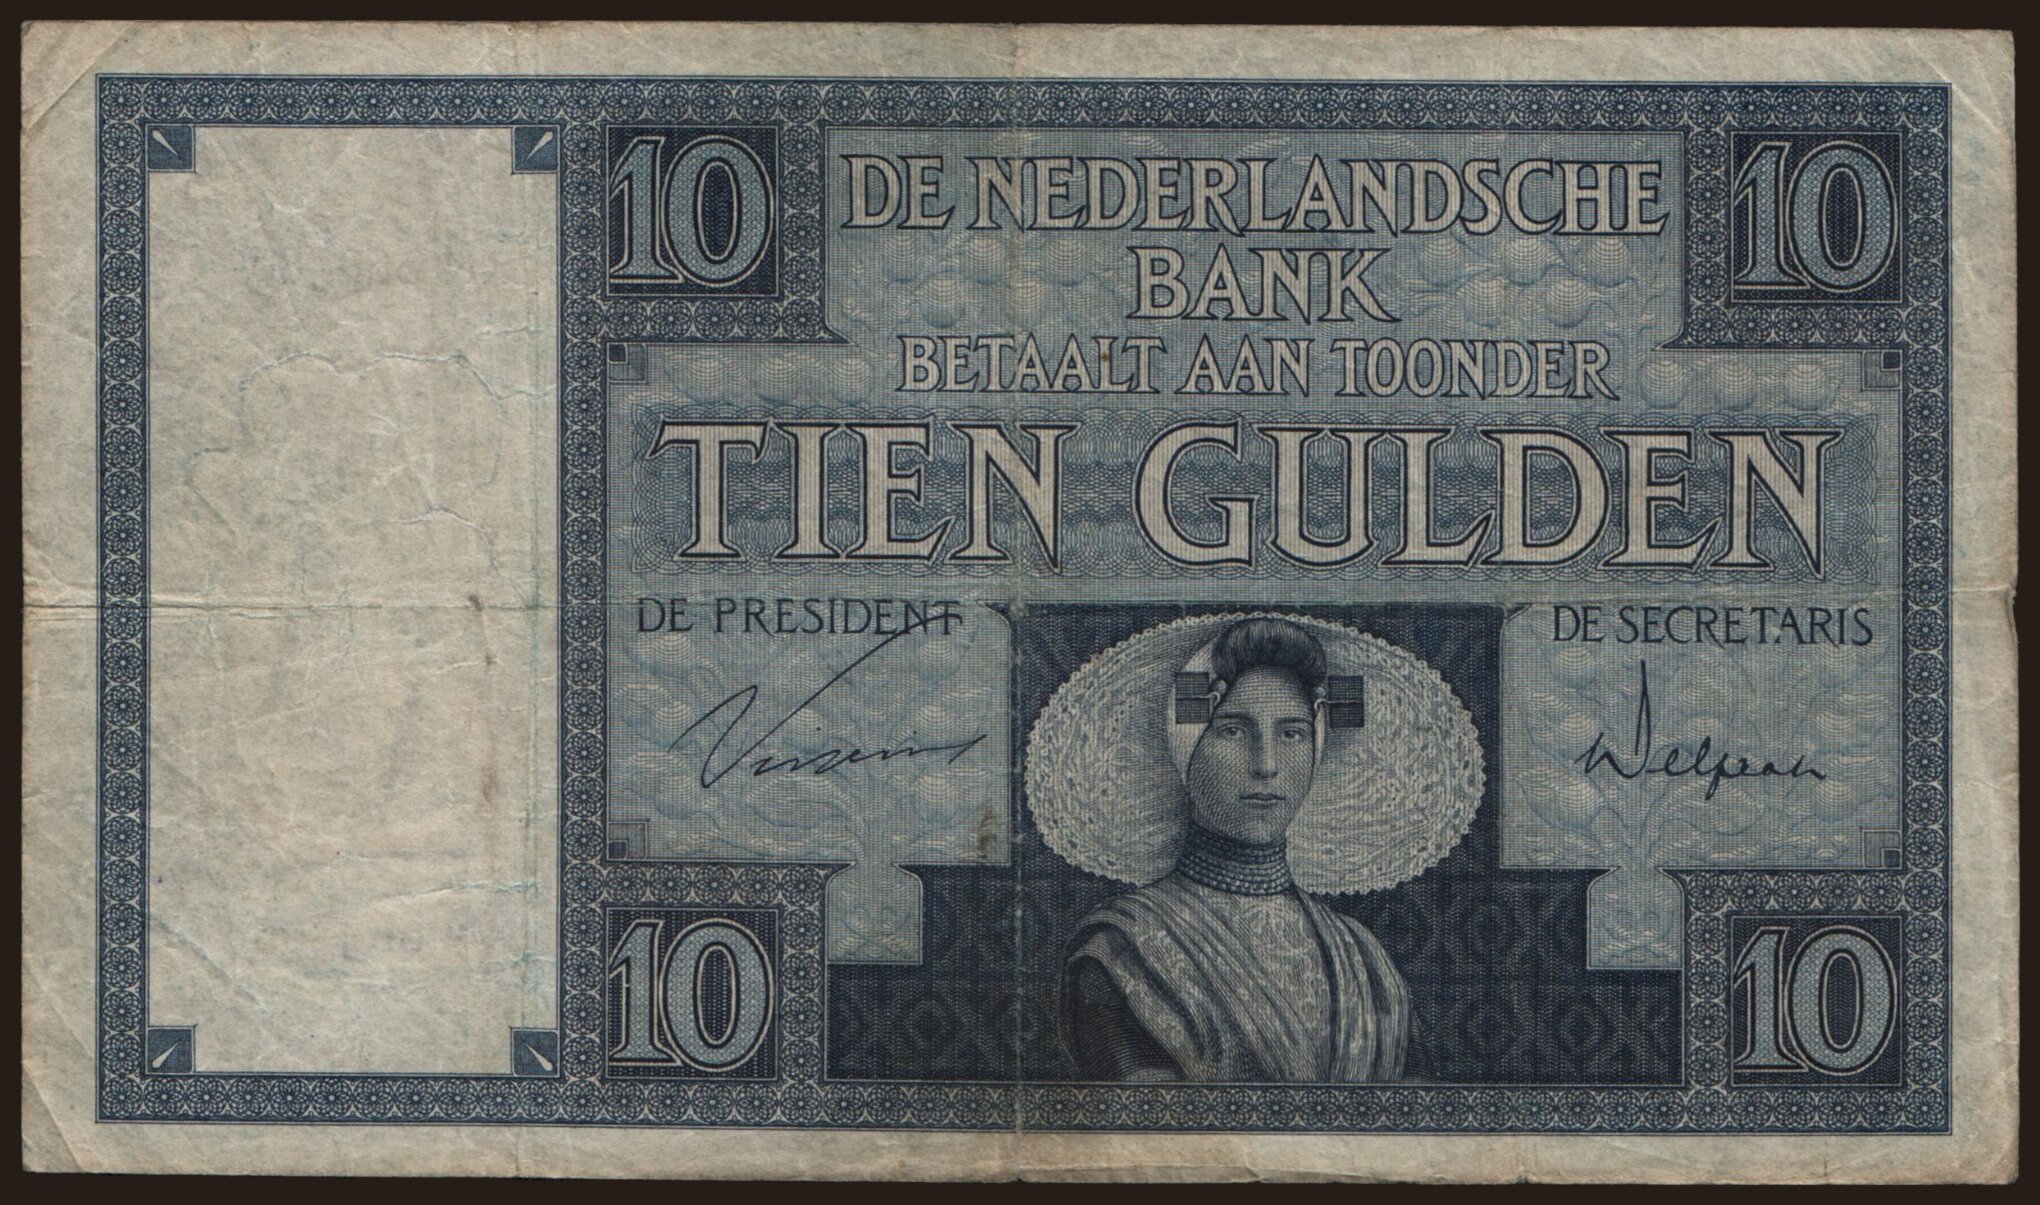 10
10
DE NEDERLANDSCHE
BANK
BETAALT AAN TOONDER
TIEN GULDEN
DE PRESIDENT
DE SECRETARIS
10
10